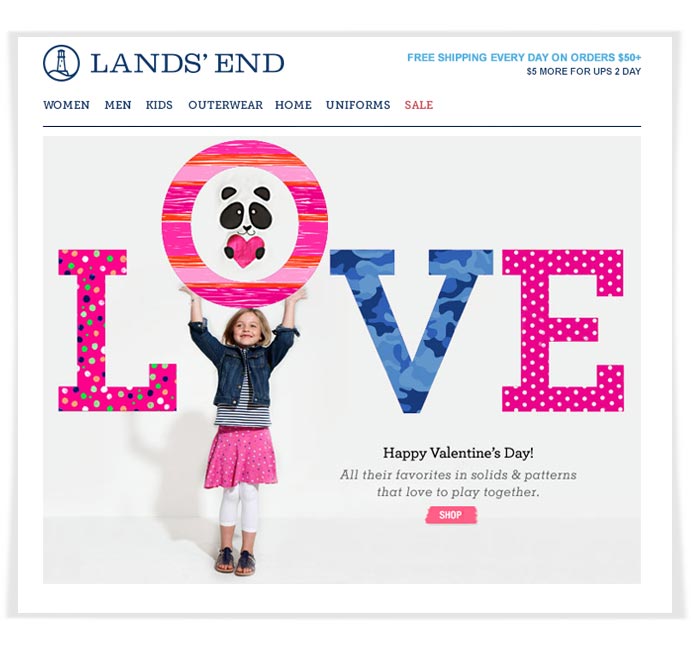 LANDS' END
FREE SHIPPING EVERY DAY ON ORDERS $50+
$5 MORE FOR UPS 2 DAY
WOMEN MEN KIDS OUTERWEAR HOME UNIFORMS SALE
LOVE
Happy Valentine's Day!
All their favorites in solids & patterns
that love to play together.
SHOP